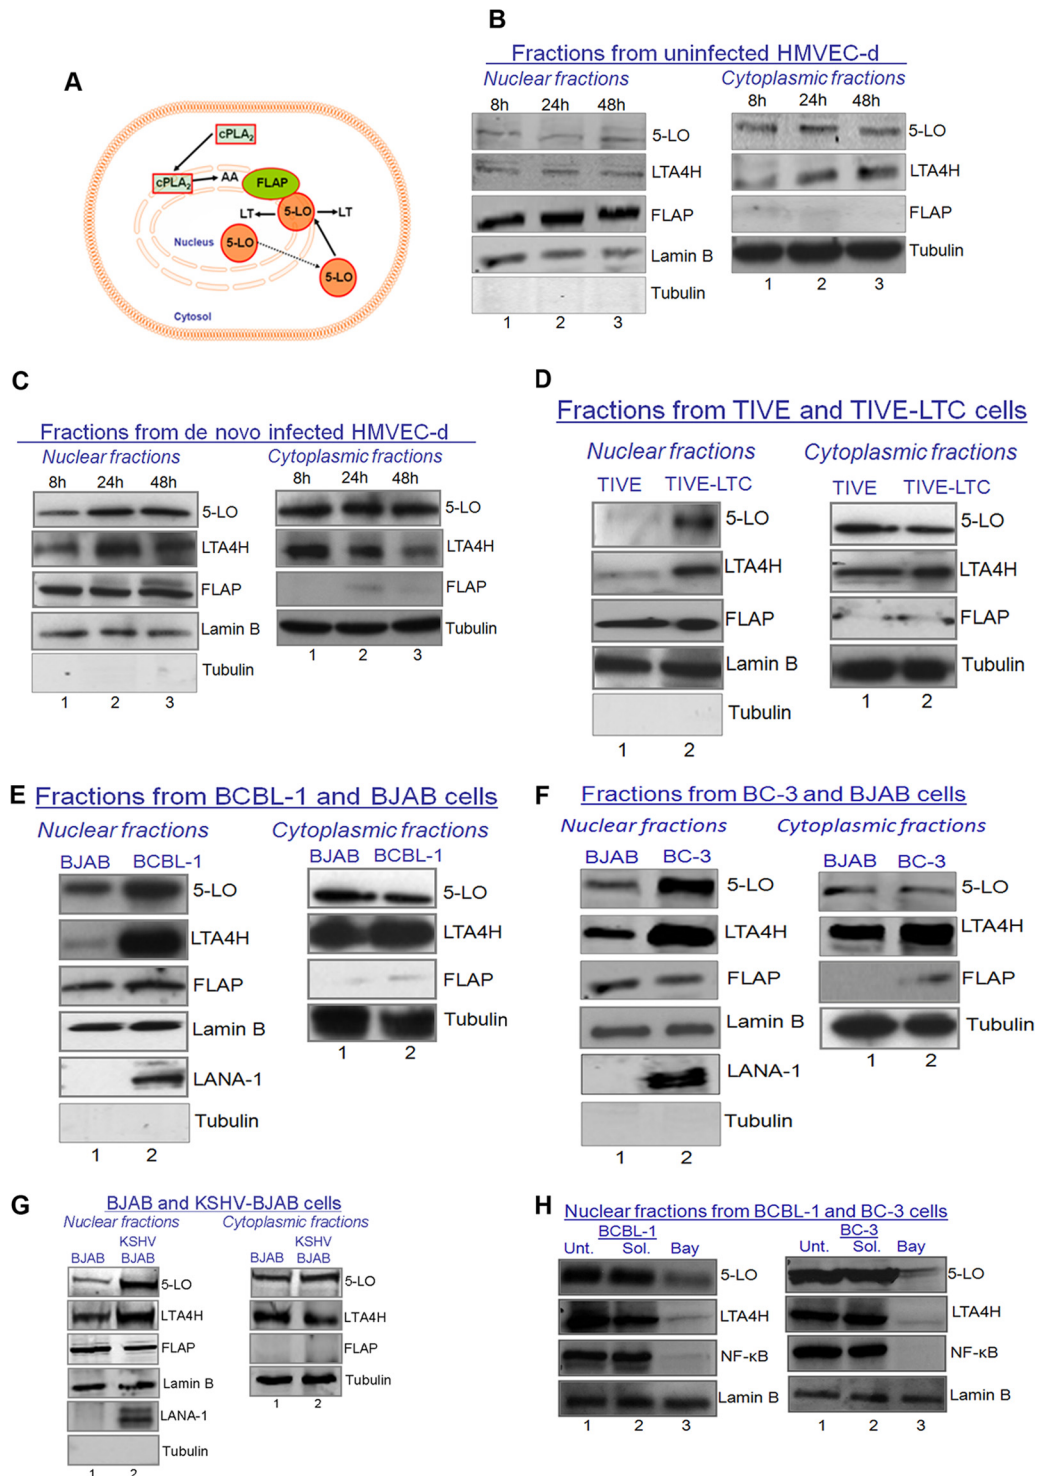 A
cPLA2
cPLA2
AA
FLAP
5-LO
LT
LT
Nucleus
5-LO
5-LO
Cytosol
B
Fractions from uninfected HMVEC-d
Nuclear fractions
8h 24h 48h
5-LO
LTA4H
FLAP
Lamin B
Tubulin
1 2 3
Cytoplasmic fractions
8h 24h 48h
5-LO
LTA4H
FLAP
Tubulin
1 2 3
C
Fractions from de novo infected HMVEC-d
Nuclear fractions
8h 24h 48h
5-LO
LTA4H
FLAP
Lamin B
Tubulin
1 2 3
Cytoplasmic fractions
8h 24h 48h
5-LO
LTA4H
FLAP
Tubulin
1 2 3
D
Fractions from TIVE and TIVE-LTC cells
Nuclear fractions
TIVE TIVE-LTC
5-LO
LTA4H
FLAP
Lamin B
Tubulin
1 2
Cytoplasmic fractions
TIVE TIVE-LTC
5-LO
LTA4H
FLAP
Tubulin
1 2
E
Fractions from BCBL-1 and BJAB cells
Nuclear fractions
BJAB BCBL-1
5-LO
LTA4H
FLAP
Lamin B
LANA-1
Tubulin
1 2
Cytoplasmic fractions
BJAB BCBL-1
5-LO
LTA4H
FLAP
Tubulin
1 2
F
Fractions from BC-3 and BJAB cells
Nuclear fractions
BJAB BC-3
5-LO
LTA4H
FLAP
Lamin B
LANA-1
Tubulin
1 2
Cytoplasmic fractions
BJAB BC-3
5-LO
LTA4H
FLAP
Tubulin
1 2
G
BJAB and KSHV-BJAB cells
Nuclear fractions
KSHV
BJAB BJAB
5-LO
LTA4H
FLAP
Lamin B
LANA-1
Tubulin
1 2
Cytoplasmic fractions
KSHV
BJAB BJAB
5-LO
LTA4H
FLAP
Tubulin
1 2
H
Nuclear fractions from BCBL-1 and BC-3 cells
BCBL-1
Unt. Sol. Bay
5-LO
LTA4H
NF-κB
Lamin B
1 2 3
BC-3
Unt. Sol. Bay
5-LO
LTA4H
NF-κB
Lamin B
1 2 3